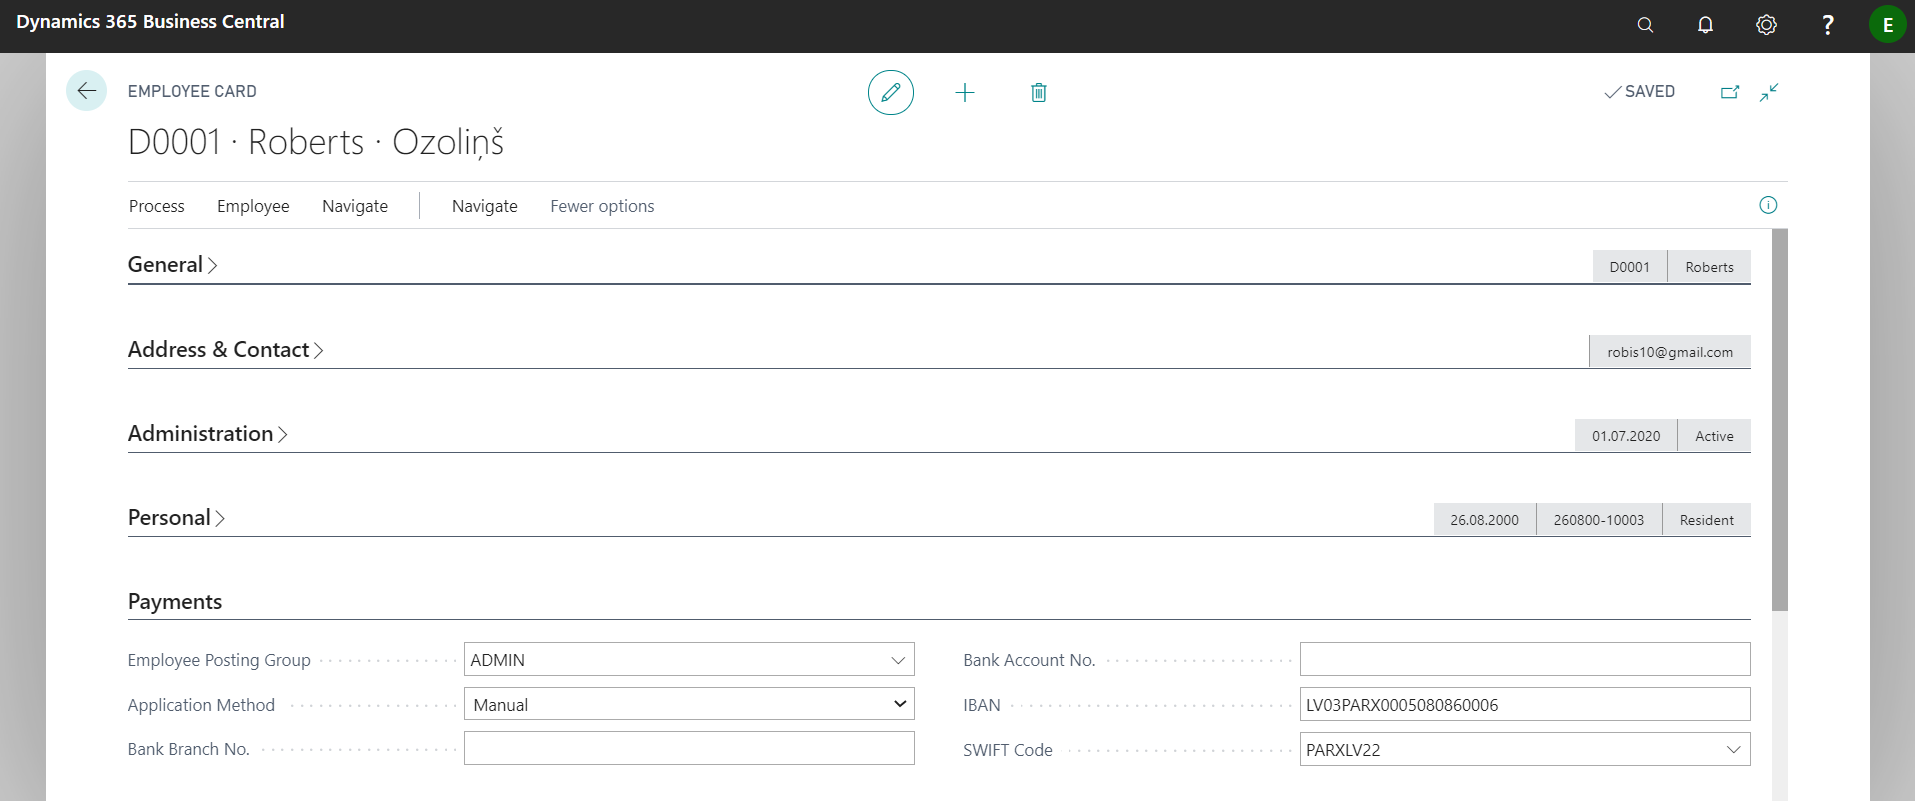 Dynamics 365 Business Central
E
EMPLOYEE CARD
SAVED
D0001 · Roberts · Ozoliņš
Process Employee Navigate Navigate Fewer options
General D0001 Roberts
Address & Contact robis10@gmail.com
Administration 01.07.2020 Active
Personal 26.08.2000 260800-10003 Resident
Payments
Employee Posting Group ADMIN Bank Account No.
Application Method Manual IBAN LV03PARX0005080860006
Bank Branch No. SWIFT Code PARXLV22